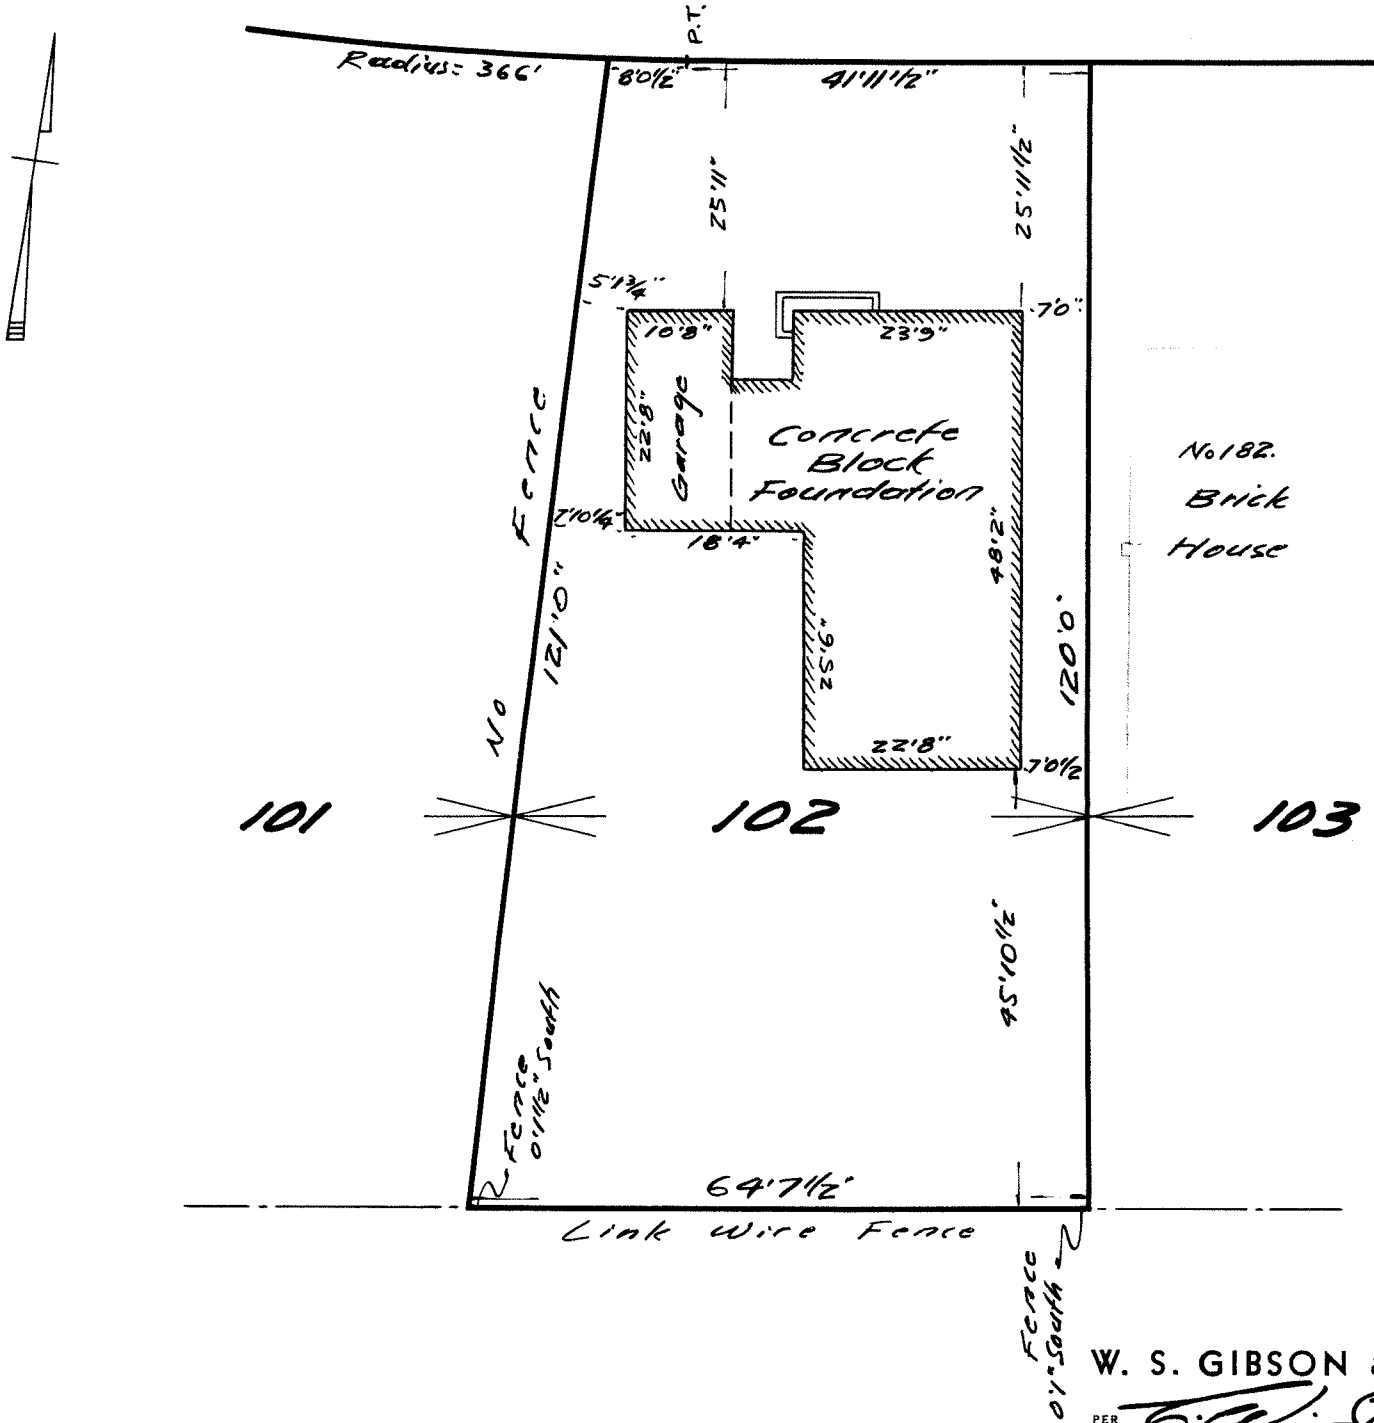 P.T.
Radius= 366'
8'0½"
41'11½"
25'11"
25'11½"
5'1¾"
7'0"
10'8"
23'9"
Garage
22'8"
Concrete
Block
Foundation
No 182.
Brick
House
No Fence
7'10¼"
18'4"
48'2"
121'0"
120'0"
25'6"
22'8"
7'0½
101
102
103
45'10½"
Fence
0'1½" South
64'7½"
Link Wire Fence
Fence
0'1" South
W. S. GIBSON
PER